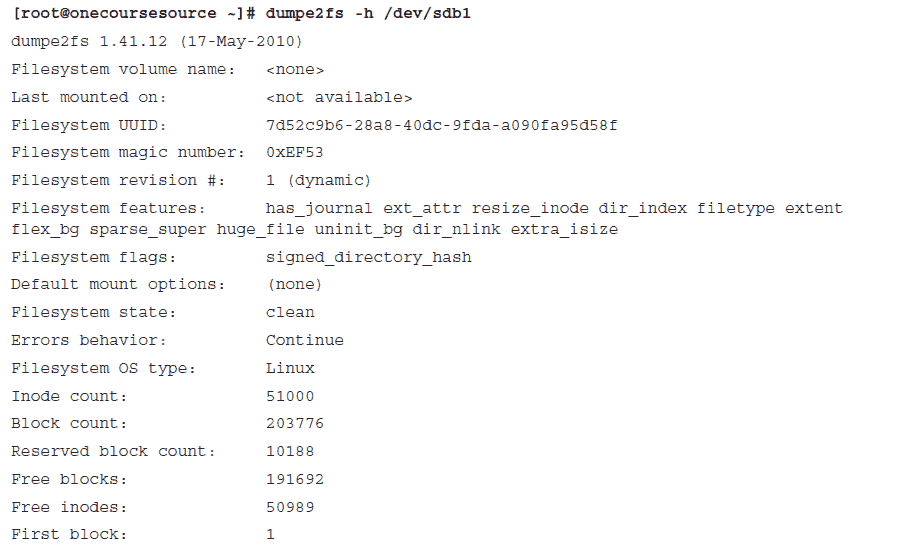 [root@onecoursesource ~]# dumpe2fs -h /dev/sdb1
dumpe2fs 1.41.12 (17-May-2010)
Filesystem volume name: <none>
Last mounted on: <not available>
Filesystem UUID: 7d52c9b6-28a8-40dc-9fda-a090fa95d58f
Filesystem magic number: 0xEF53
Filesystem revision #: 1 (dynamic)
Filesystem features: has_journal ext_attr resize_inode dir_index filetype extent
flex_bg sparse_super huge_file uninit_bg dir_nlink extra_isize
Filesystem flags: signed_directory_hash
Default mount options: (none)
Filesystem state: clean
Errors behavior: Continue
Filesystem OS type: Linux
Inode count: 51000
Block count: 203776
Reserved block count: 10188
Free blocks: 191692
Free inodes: 50989
First block: 1